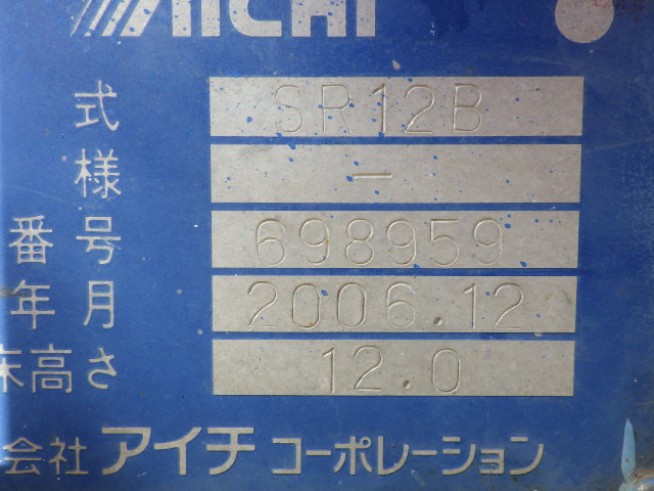 AICHI
式 SR12B
様 -
番号 698959
年月 2006.12
床高さ 12.0
会社 アイチ コーポレーション